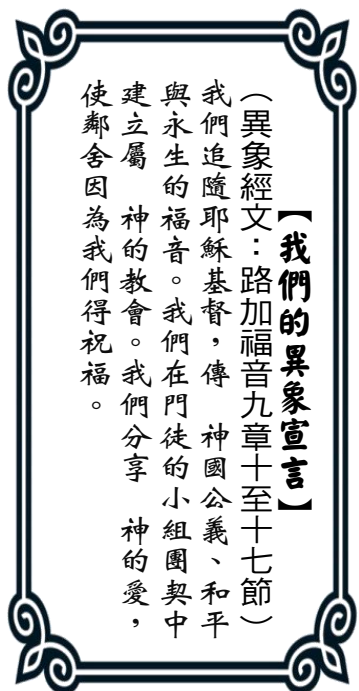 【我們的異象宣言】
（異象經文：路加福音九章十至十七節）
我們追隨耶穌基督，傳　神國公義、和平
與永生的福音。我們在門徒的小組團契中
建立屬　神的教會。我們分享　神的愛，
使鄰舍因為我們得祝福。